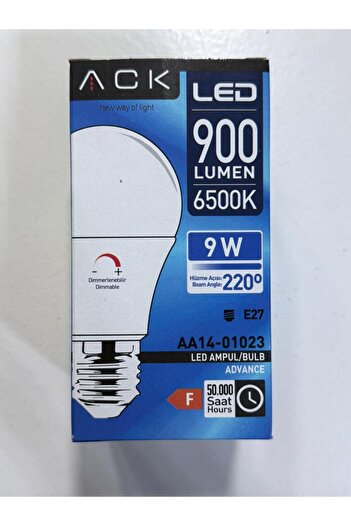 ACK
new way of light
LED
900
LUMEN
6500K
9W
Hüzme Açısı:
Beam Angle:
220°
E27
- +
Dimmerlenebilir
Dimmable
AA14-01023
LED AMPUL/BULB
ADVANCE
F
50.000
Saat
Hours